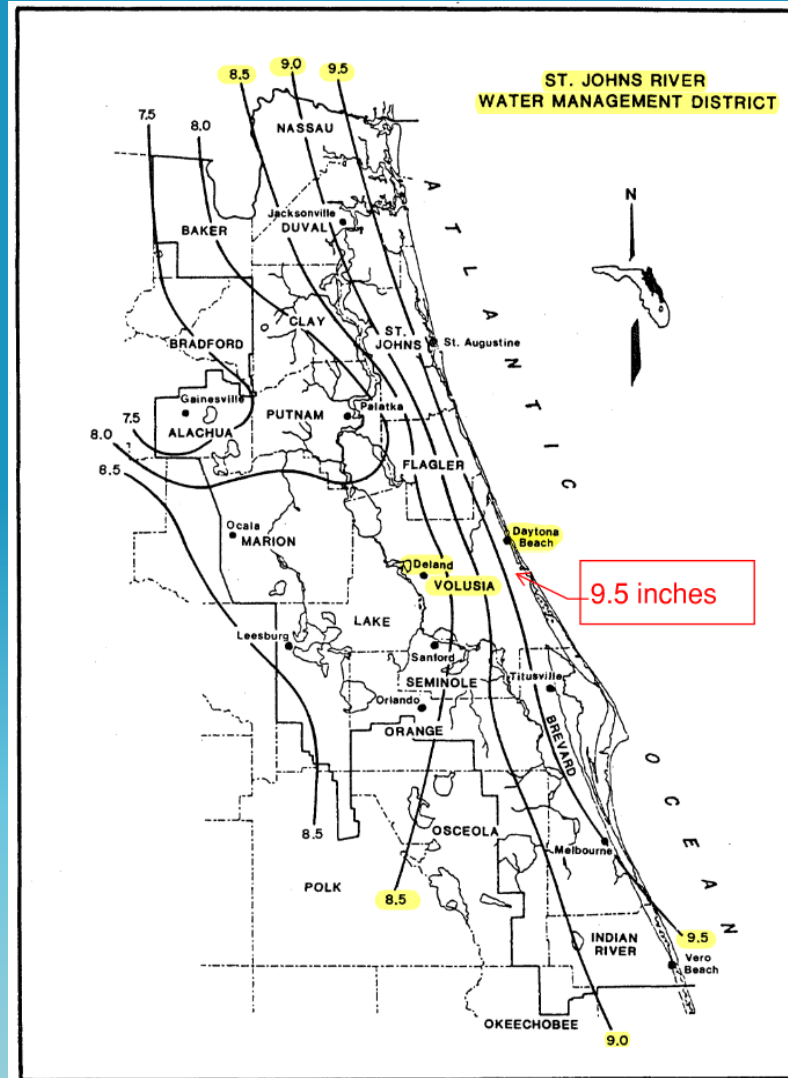 ST. JOHNS RIVER
WATER MANAGEMENT DISTRICT
9.0
8.5
9.5
7.5
8.0
NASSAU
ATLANTIC
N
Jacksonville
DUVAL
BAKER
CLAY
ST.
JOHNS
St. Augustine
BRADFORD
Gainesville
PUTNAM
Palatka
7.5
ALACHUA
8.0
8.5
FLAGLER
Ocala
MARION
Daytona
Beach
Deland
VOLUSIA
9.5 inches
LAKE
Leesburg
Sanford
SEMINOLE
Titusville
Orlando
ORANGE
BREVARD
OCEAN
8.5
OSCEOLA
Melbourne
POLK
8.5
INDIAN
RIVER
9.5
Vero
Beach
OKEECHOBEE
9.0